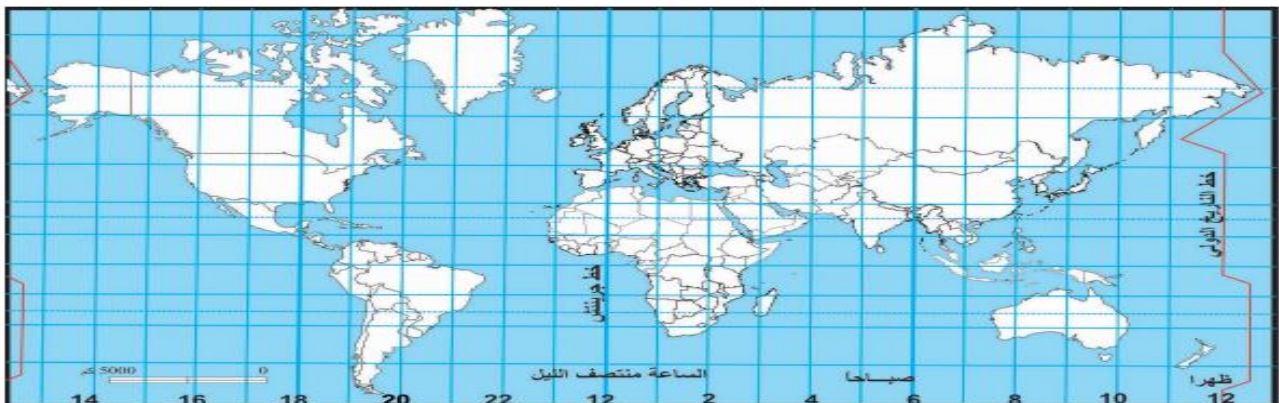 خط التاريخ الدولي
خط جرينتش
5000 كم 0
الساعة منتصف الليل
صباحاً
ظهرا
14 16 18 20 22 12 2 4 6 8 10 12